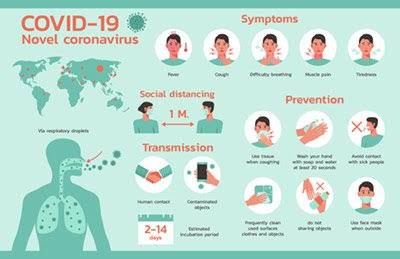 COVID-19
Novel coronavirus
Symptoms
Fever
Cough
Difficulty breathing
Muscle pain
Tiredness
Social distancing
1 M.
Prevention
Via respiratory droplets
Use tissue
when coughing
Wash your hand
with soap and water
at least 20 seconds
Avoid contact
with sick people
Transmission
Human contact
Contaminated
objects
2-14
days
Estimated
incubation period
Frequently clean
used surfaces
clothes and objects
do not
sharing objects
Use face mask
when outside